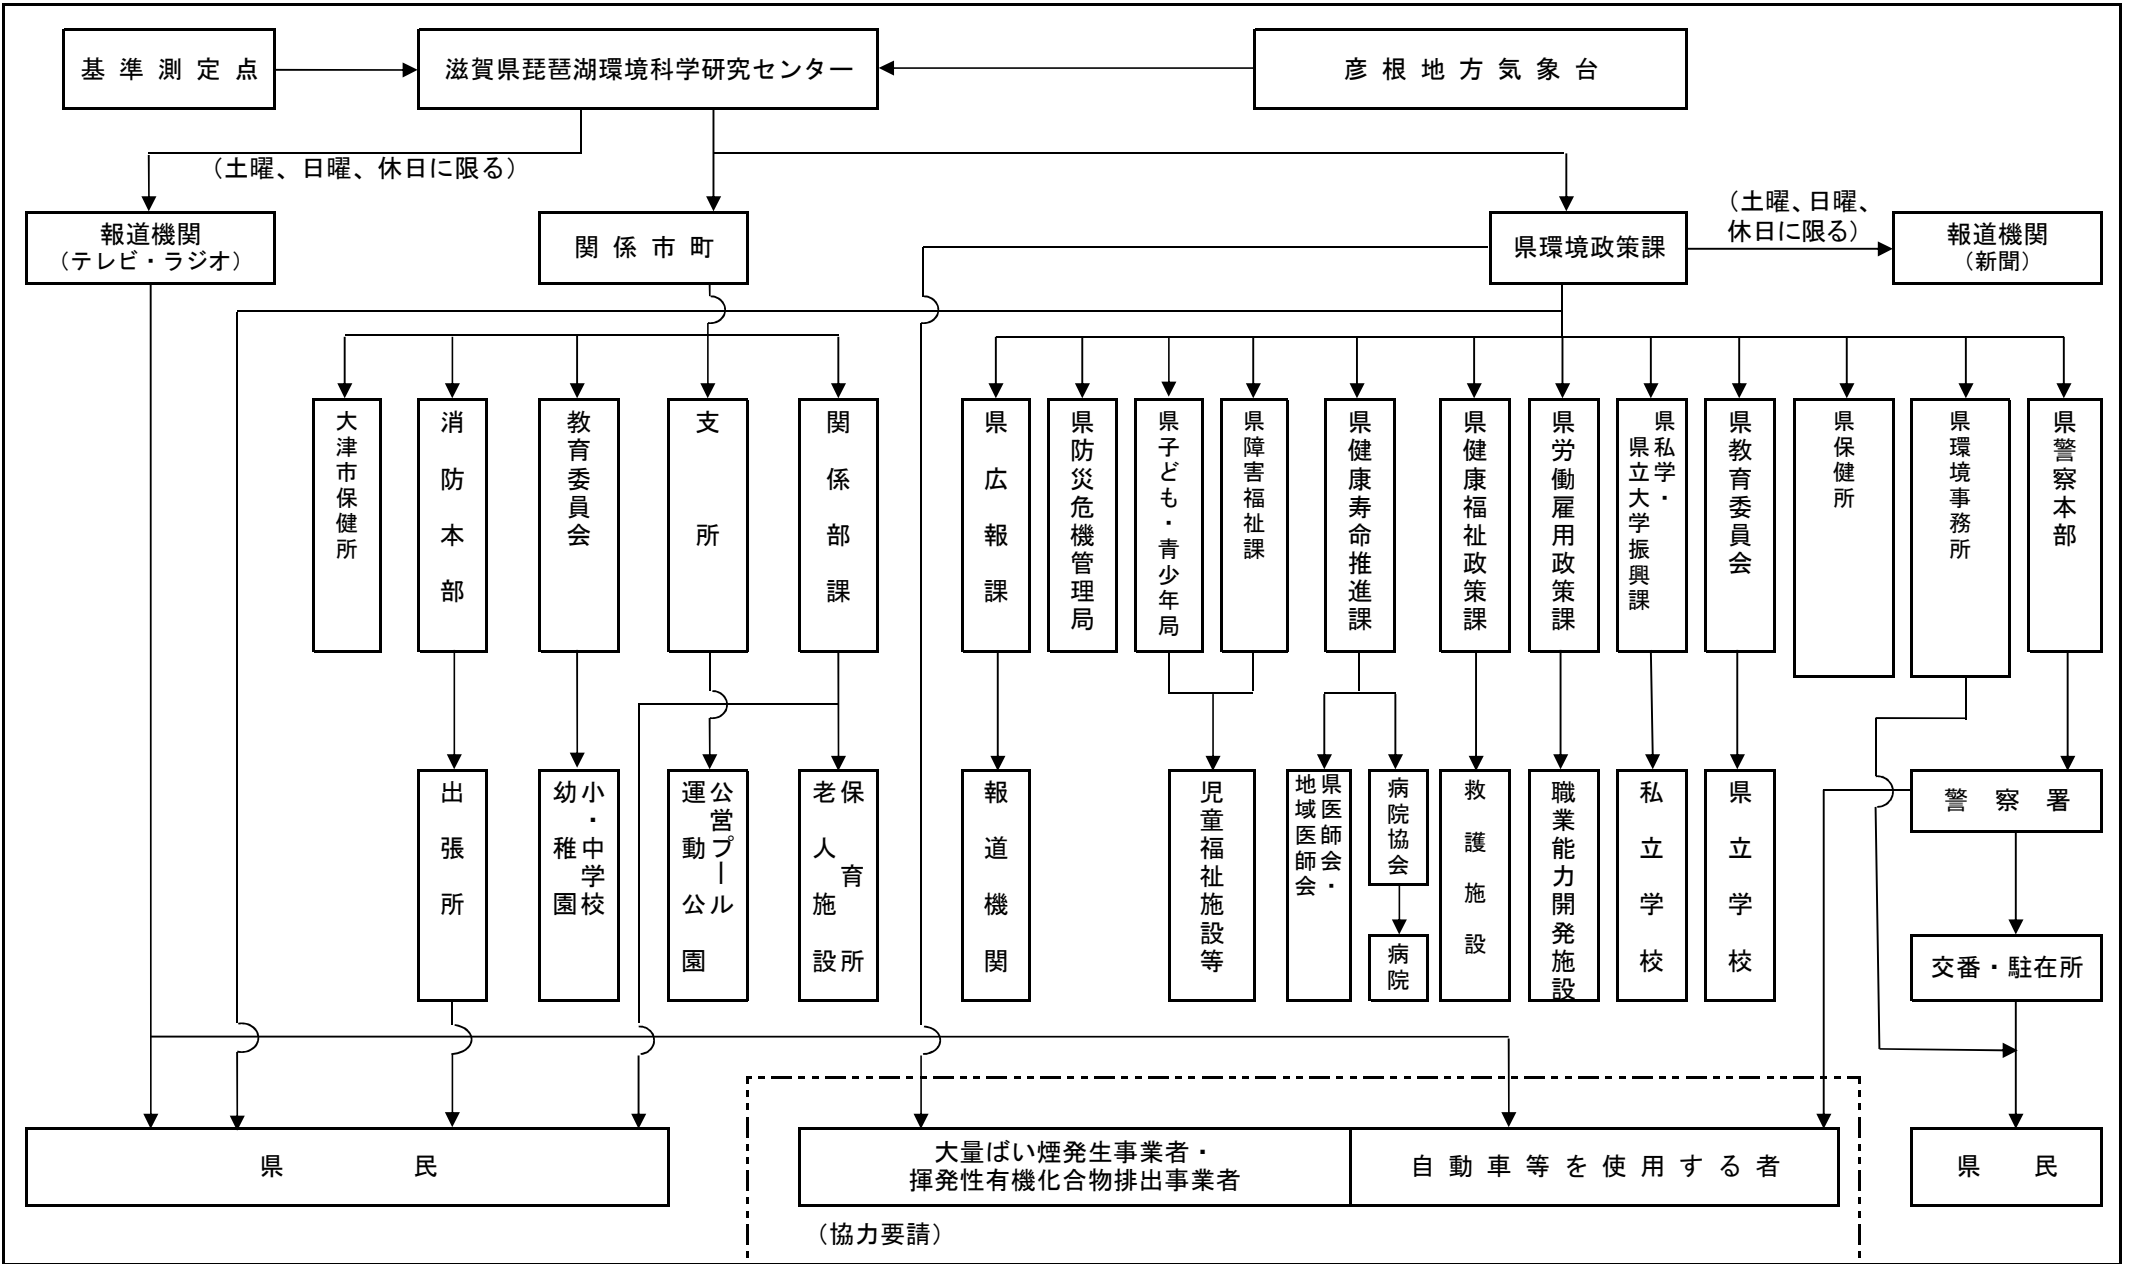 基準測定点
滋賀県琵琶湖環境科学研究センター
彦根地方気象台
（土曜、日曜、休日に限る）
報道機関
（テレビ・ラジオ）
関係市町
県環境政策課
（土曜、日曜、
休日に限る）
報道機関
（新聞）
大津市保健所
消防本部
教育委員会
支所
関係部課
県広報課
県防災危機管理局
県子ども・青少年局
県障害福祉課
県健康寿命推進課
県健康福祉政策課
県労働雇用政策課
県私学・
県立大学振興課
県教育委員会
県保健所
県環境事務所
県警察本部
出張所
小・中学校
幼稚園
公営プール
運動公園
保育所
老人施設
報道機関
児童福祉施設等
県医師会・
地域医師会
病院協会
病院
救護施設
職業能力開発施設
私立学校
県立学校
警察署
交番・駐在所
県民
大量ばい煙発生事業者・
揮発性有機化合物排出事業者
自動車等を使用する者
県民
（協力要請）